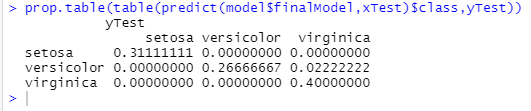 > prop.table(table(predict(model$finalModel,xTest)$class,yTest))
yTest
setosa versicolor virginica
setosa 0.31111111 0.00000000 0.00000000
versicolor 0.00000000 0.26666667 0.02222222
virginica 0.00000000 0.00000000 0.40000000
>